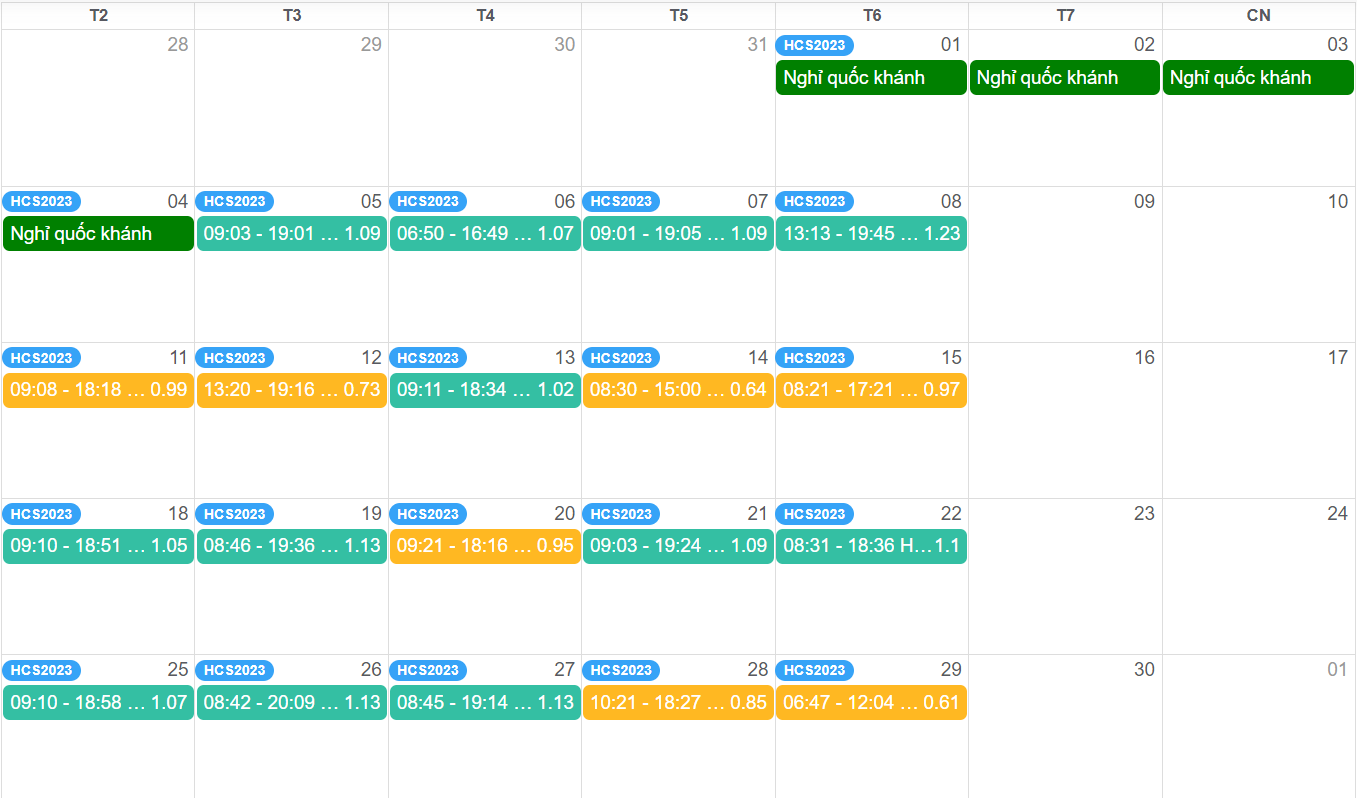 T2 T3 T4 T5 T6 T7 CN
28 29 30 31 HCS2023 01 02 03
Nghỉ quốc khánh Nghỉ quốc khánh Nghỉ quốc khánh
HCS2023 04 HCS2023 05 HCS2023 06 HCS2023 07 HCS2023 08 09 10
Nghỉ quốc khánh 09:03 - 19:01 ... 1.09 06:50 - 16:49 ... 1.07 09:01 - 19:05 ... 1.09 13:13 - 19:45 ... 1.23
HCS2023 11 HCS2023 12 HCS2023 13 HCS2023 14 HCS2023 15 16 17
09:08 - 18:18 ... 0.99 13:20 - 19:16 ... 0.73 09:11 - 18:34 ... 1.02 08:30 - 15:00 ... 0.64 08:21 - 17:21 ... 0.97
HCS2023 18 HCS2023 19 HCS2023 20 HCS2023 21 HCS2023 22 23 24
09:10 - 18:51 ... 1.05 08:46 - 19:36 ... 1.13 09:21 - 18:16 ... 0.95 09:03 - 19:24 ... 1.09 08:31 - 18:36 H... 1.1
HCS2023 25 HCS2023 26 HCS2023 27 HCS2023 28 HCS2023 29 30 01
09:10 - 18:58 ... 1.07 08:42 - 20:09 ... 1.13 08:45 - 19:14 ... 1.13 10:21 - 18:27 ... 0.85 06:47 - 12:04 ... 0.61